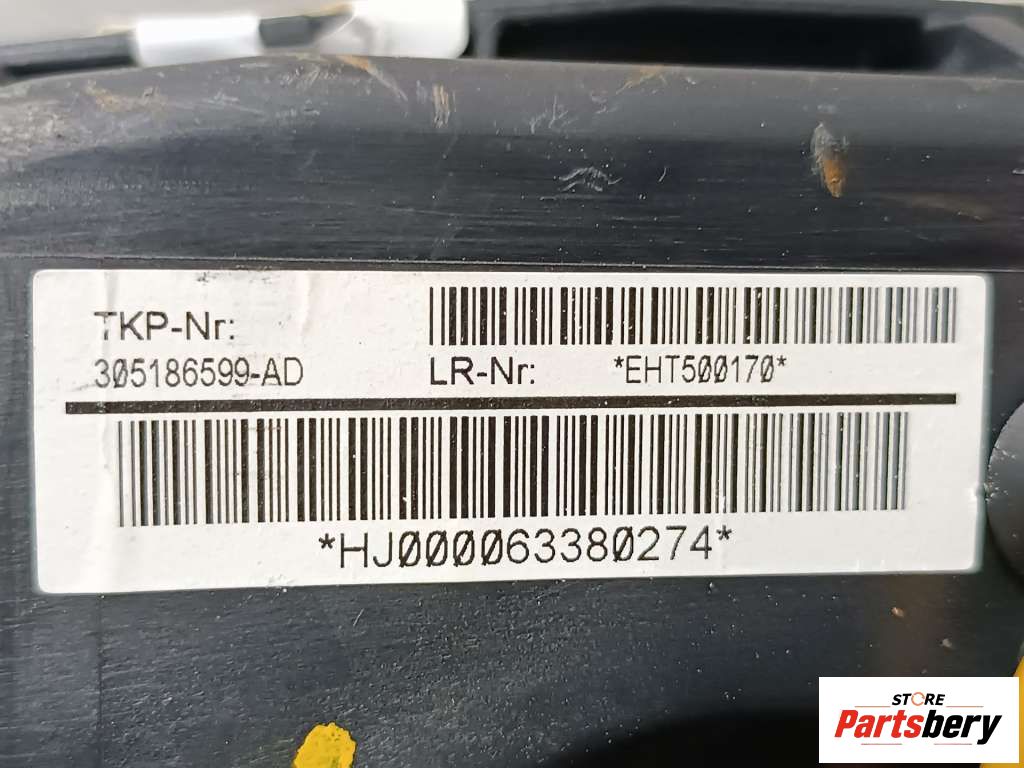 TKP-Nr:
305186599-AD
LR-Nr: *EHT500170*
*HJ000063380274*
STORE
Partsbery